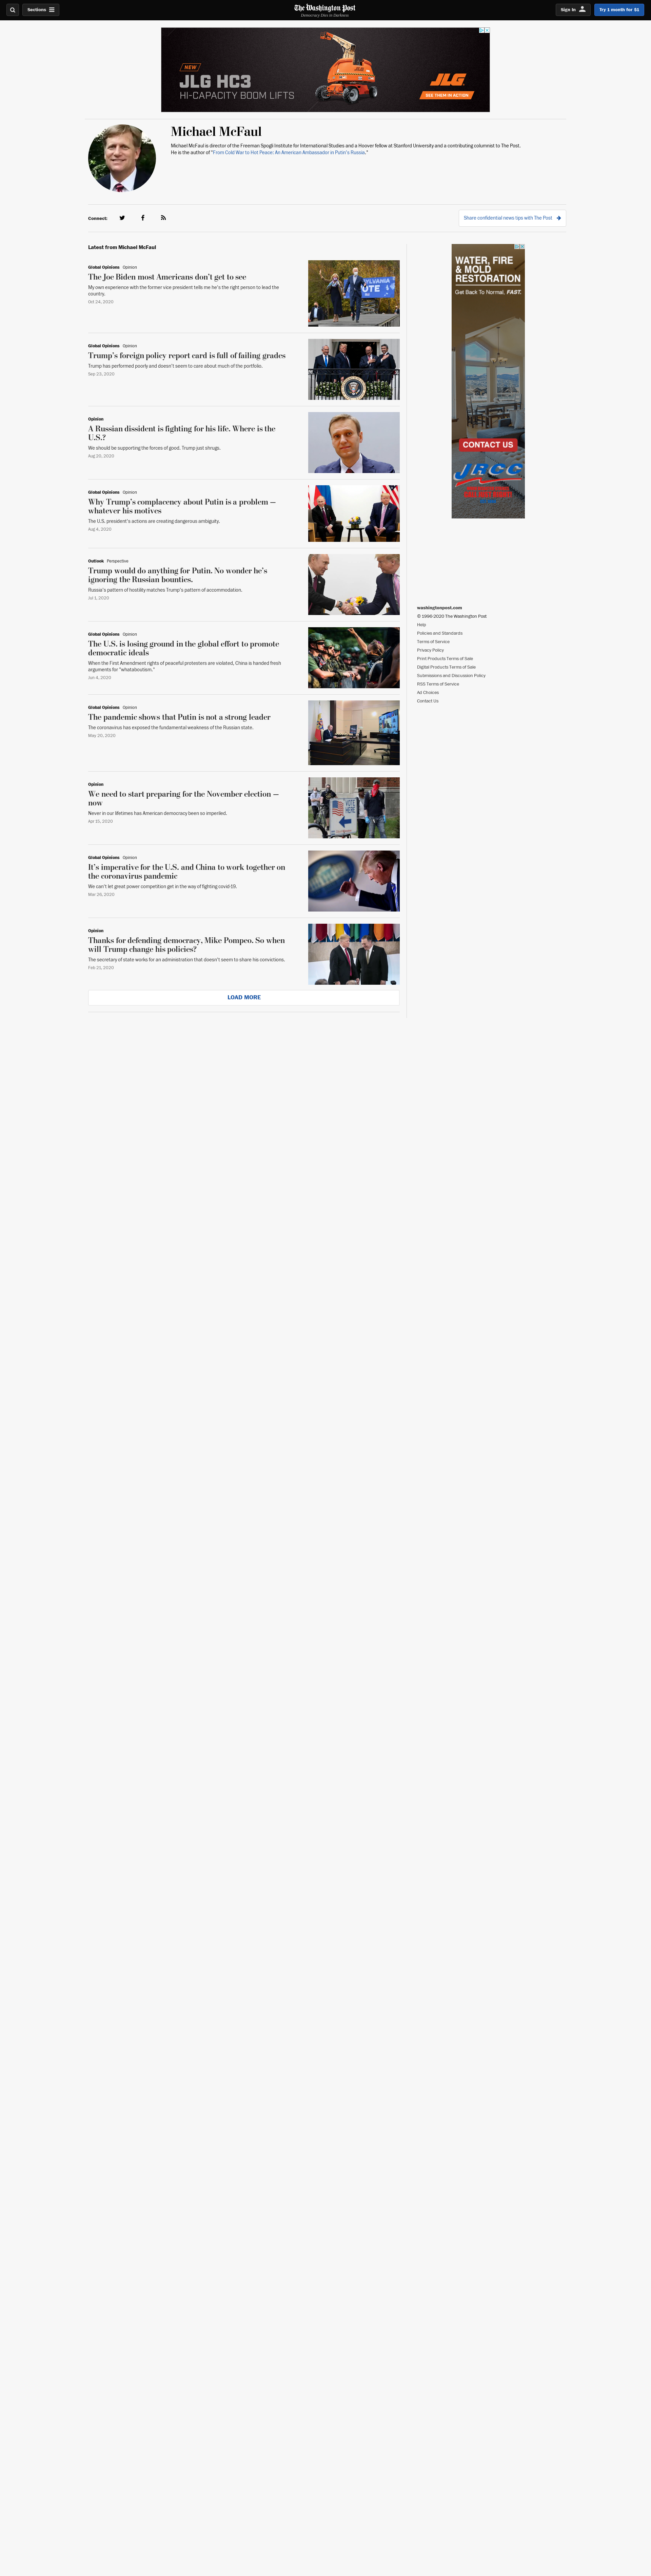 Sections
The Washington Post
Democracy Dies in Darkness
Sign In
Try 1 month for $1
NEW
JLG HC3
HI-CAPACITY BOOM LIFTS
JLG
SEE THEM IN ACTION
Michael McFaul
Michael McFaul is director of the Freeman Spogli Institute for International Studies and a Hoover fellow at Stanford University and a contributing columnist to The Post.
He is the author of "From Cold War to Hot Peace: An American Ambassador in Putin's Russia."
Connect:
Share confidential news tips with The Post
Latest from Michael McFaul
Global Opinions Opinion
The Joe Biden most Americans don't get to see
My own experience with the former vice president tells me he's the right person to lead the
country.
Oct 24, 2020
Global Opinions Opinion
Trump's foreign policy report card is full of failing grades
Trump has performed poorly and doesn't seem to care about much of the portfolio.
Sep 23, 2020
Opinion
A Russian dissident is fighting for his life. Where is the
U.S.?
We should be supporting the forces of good. Trump just shrugs.
Aug 20, 2020
Global Opinions Opinion
Why Trump's complacency about Putin is a problem —
whatever his motives
The U.S. president's actions are creating dangerous ambiguity.
Aug 4, 2020
Outlook Perspective
Trump would do anything for Putin. No wonder he's
ignoring the Russian bounties.
Russia's pattern of hostility matches Trump's pattern of accommodation.
Jul 1, 2020
Global Opinions Opinion
The U.S. is losing ground in the global effort to promote
democratic ideals
When the First Amendment rights of peaceful protesters are violated, China is handed fresh
arguments for "whataboutism."
Jun 4, 2020
Global Opinions Opinion
The pandemic shows that Putin is not a strong leader
The coronavirus has exposed the fundamental weakness of the Russian state.
May 20, 2020
Opinion
We need to start preparing for the November election —
now
Never in our lifetimes has American democracy been so imperiled.
Apr 15, 2020
Global Opinions Opinion
It's imperative for the U.S. and China to work together on
the coronavirus pandemic
We can't let great power competition get in the way of fighting covid-19.
Mar 26, 2020
Opinion
Thanks for defending democracy, Mike Pompeo. So when
will Trump change his policies?
The secretary of state works for an administration that doesn't seem to share his convictions.
Feb 21, 2020
LOAD MORE
WATER, FIRE
& MOLD
RESTORATION
Get Back To Normal, FAST.
CONTACT US
JRCC
washingtonpost.com
© 1996-2020 The Washington Post
Help
Policies and Standards
Terms of Service
Privacy Policy
Print Products Terms of Sale
Digital Products Terms of Sale
Submissions and Discussion Policy
RSS Terms of Service
Ad Choices
Contact Us